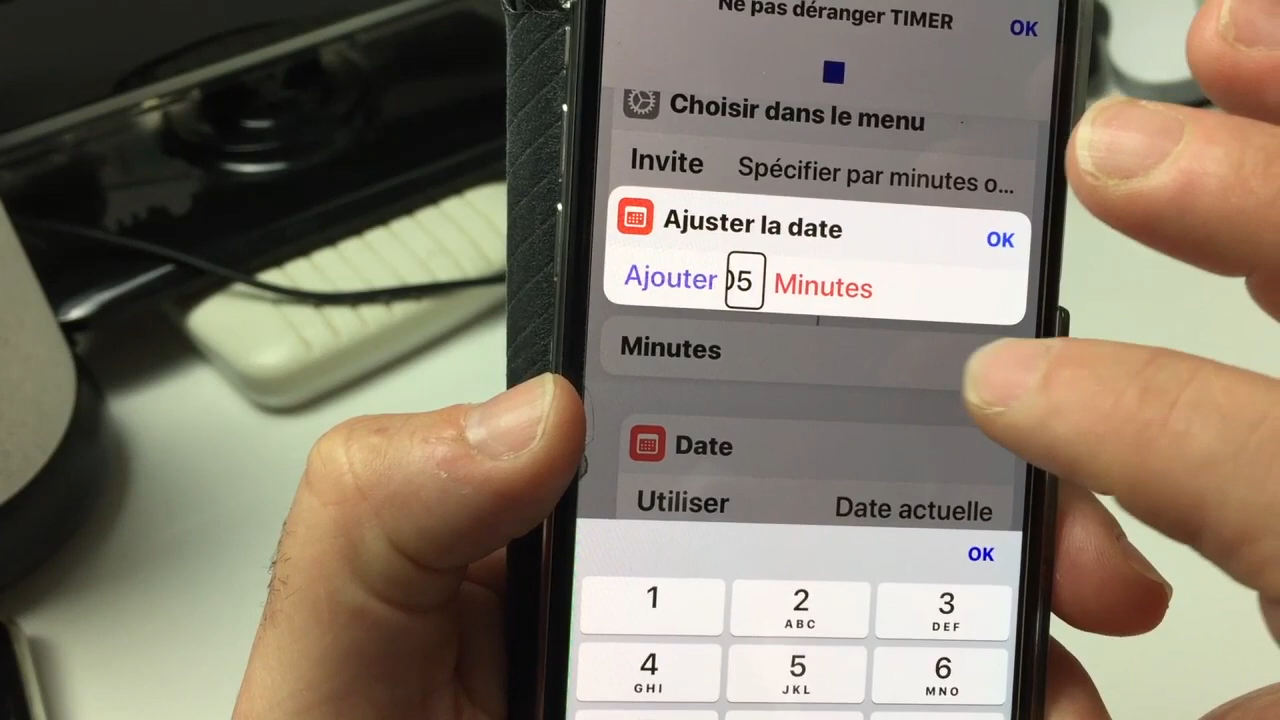 Ne pas déranger TIMER
OK
Choisir dans le menu
Invite Spécifier par minutes o...
Ajuster la date
OK
Ajouter 05 Minutes
Minutes
Date
Utiliser Date actuelle
OK
1 2 3
ABC DEF
4 5 6
GHI JKL MNO